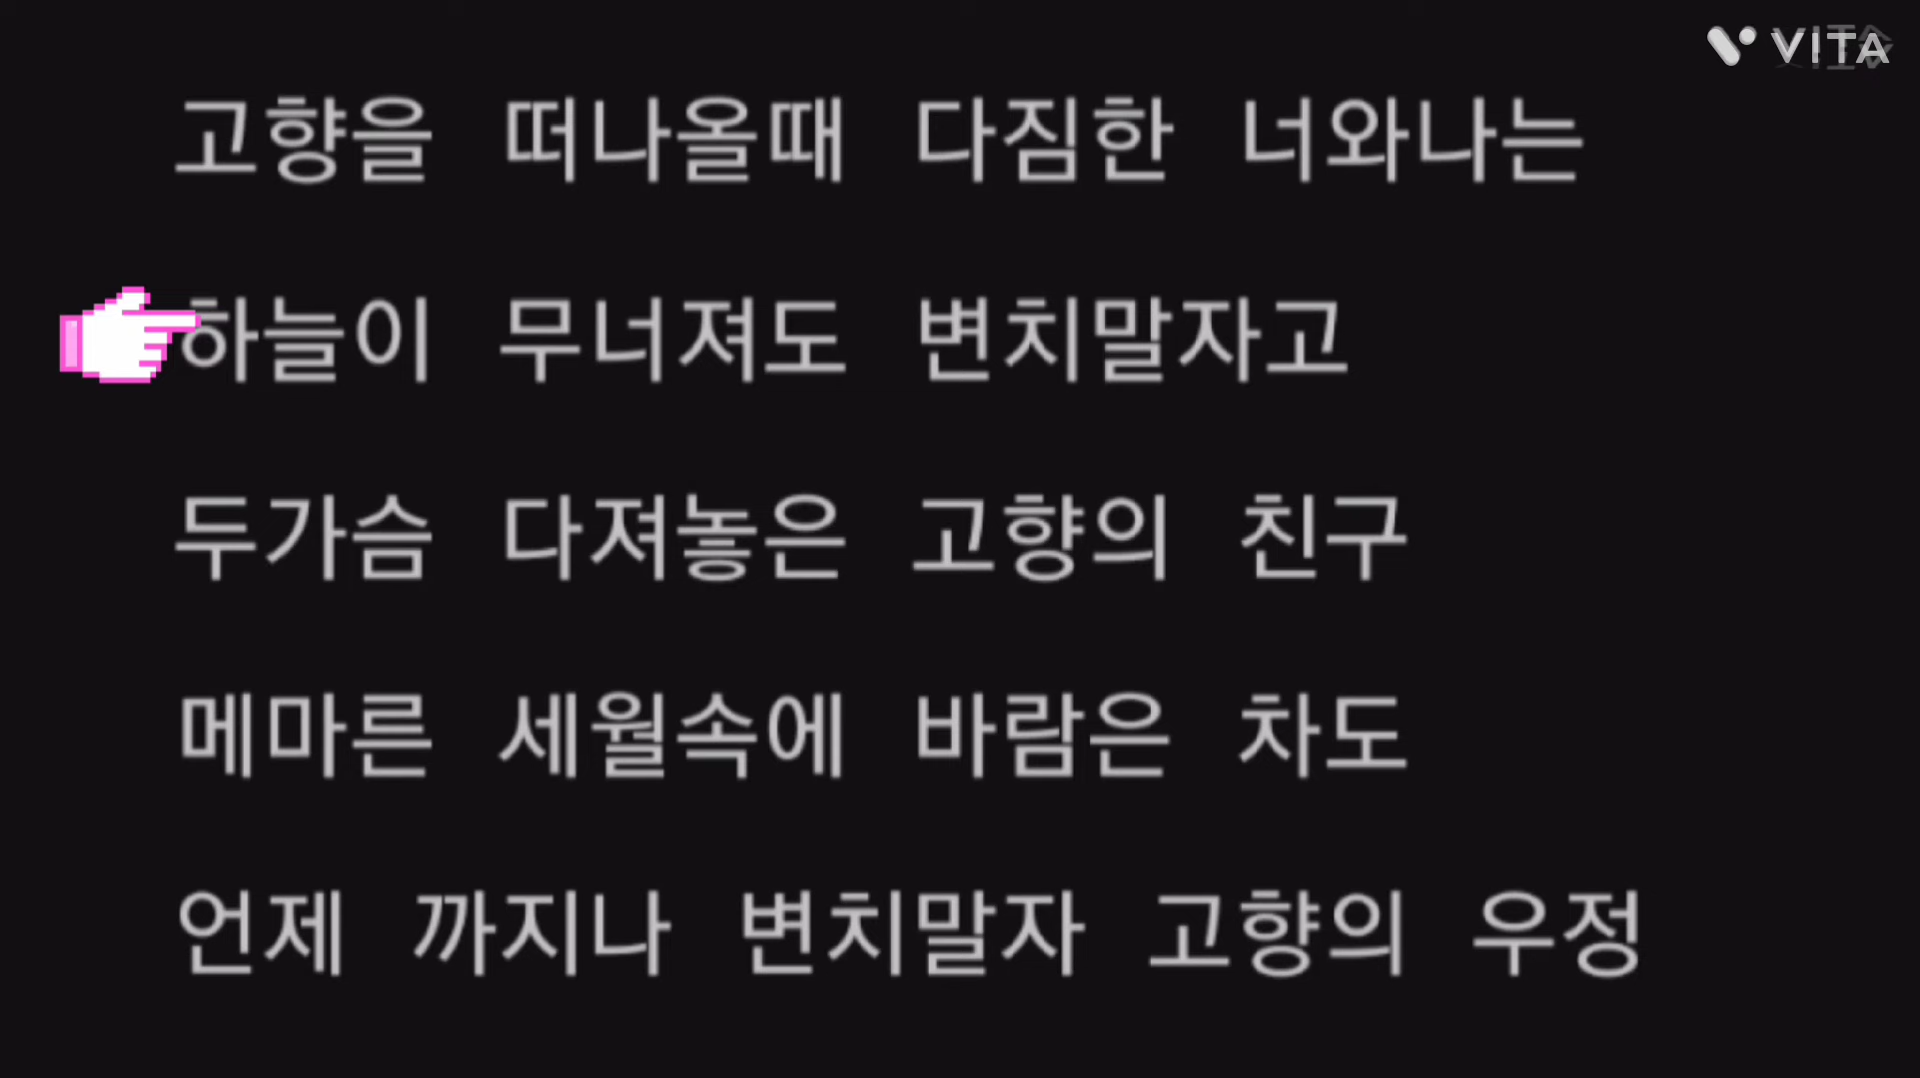 VITA
고향을 떠나올때 다짐한 너와나는
하늘이 무너져도 변치말자고
두가슴 다져놓은 고향의 친구
메마른 세월속에 바람은 차도
언제 까지나 변치말자 고향의 우정